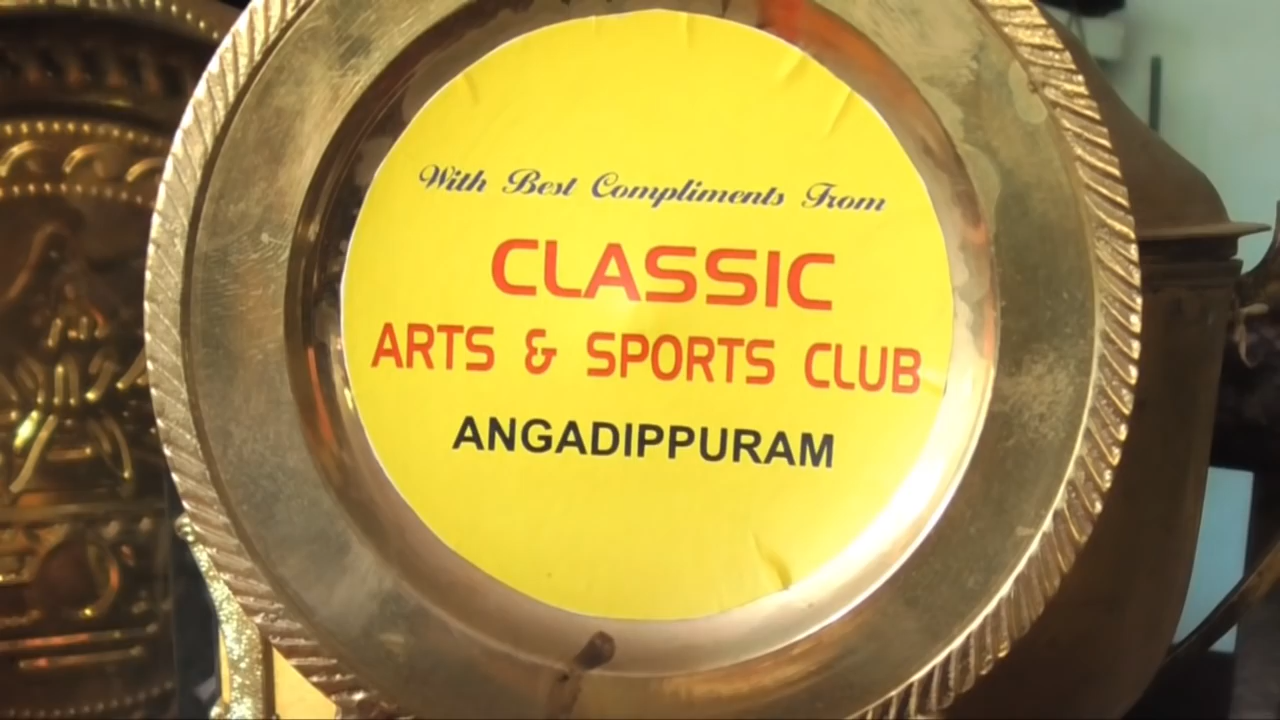 With Best Compliments From
CLASSIC
ARTS & SPORTS CLUB
ANGADIPPURAM